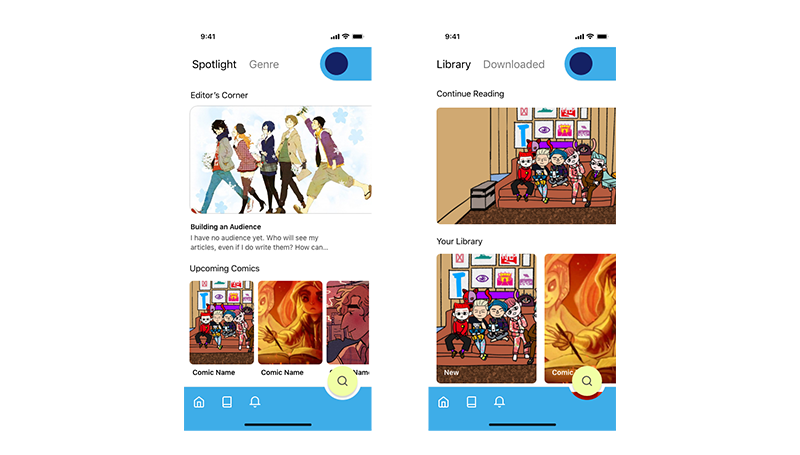 9:41
Spotlight Genre
Editor's Corner
Building an Audience
I have no audience yet. Who will see my
articles, even if I do write them? How can...
Upcoming Comics
Comic Name Comic Name Comic Na
9:41
Library Downloaded
Continue Reading
Your Library
New Comic